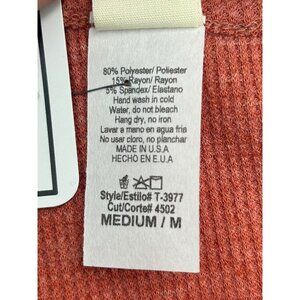 80% Polyester/ Poliester
15% Rayon/ Rayon
5% Spandex/ Elastano
Hand wash in cold
Water, do not bleach
Hang dry, no iron
Lavar a mano en agua fria
No usar cloro, no planchar
MADE IN U.S.A
HECHO EN E.U.A
Style/Estilo# T-3977
Cut/Corte# 4502
MEDIUM / M